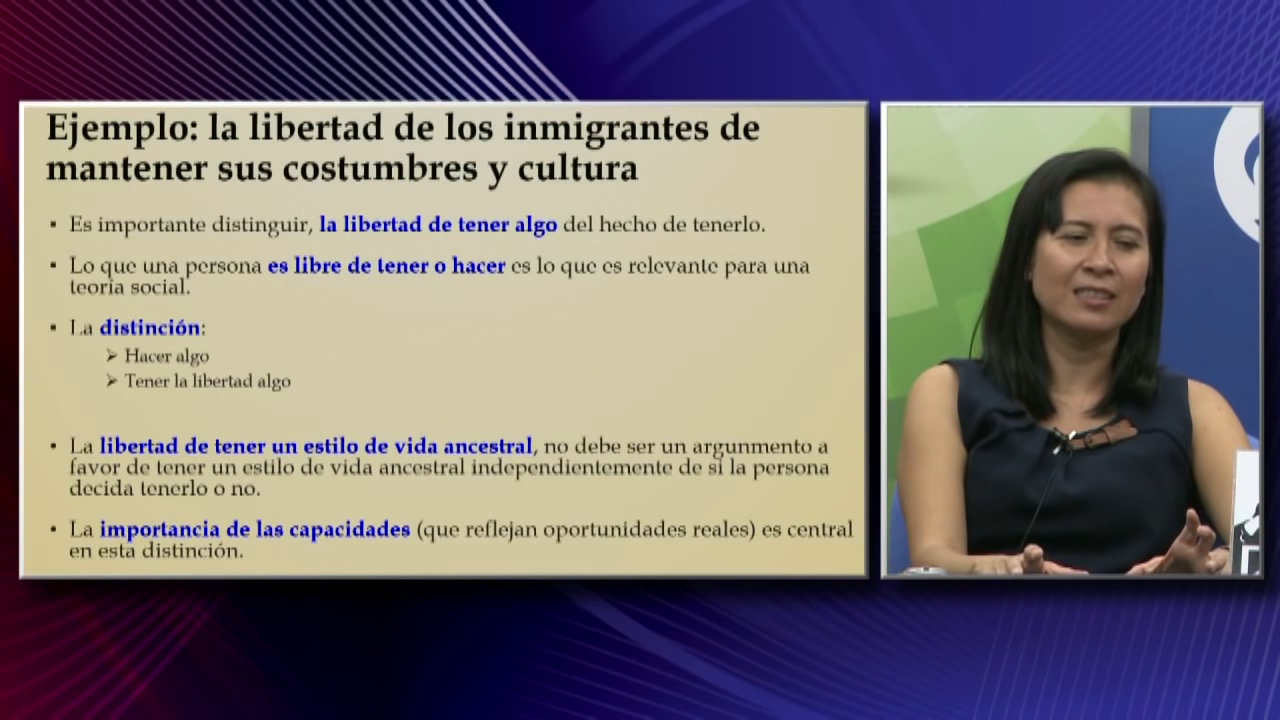 Ejemplo: la libertad de los inmigrantes de
mantener sus costumbres y cultura
▪ Es importante distinguir, la libertad de tener algo del hecho de tenerlo.
▪ Lo que una persona es libre de tener o hacer es lo que es relevante para una
teoría social.
▪ La distinción:
➢ Hacer algo
➢ Tener la libertad algo
• La libertad de tener un estilo de vida ancestral, no debe ser un argunmento a
favor de tener un estilo de vida ancestral independientemente de si la persona
decida tenerlo o no.
• La importancia de las capacidades (que reflejan oportunidades reales) es central
en esta distinción.